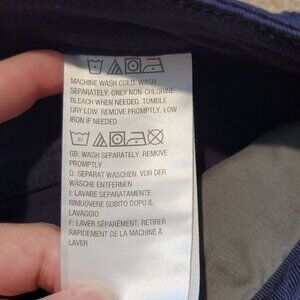 MACHINE WASH COLD. WASH
SEPARATELY. ONLY NON-CHLORINE
BLEACH WHEN NEEDED. TUMBLE
DRY LOW. REMOVE PROMPTLY. LOW
IRON IF NEEDED
GB: WASH SEPARATELY. REMOVE
PROMPTLY
D: SEPARAT WASCHEN. VOR DER
WÄSCHE ENTFERNEN
I: LAVARE SEPARATAMENTE.
RIMUOVERE SUBITO DOPO IL
LAVAGGIO
F: LAVER SÉPARÉMENT. RETIRER
RAPIDEMENT DE LA MACHINE À
LAVER